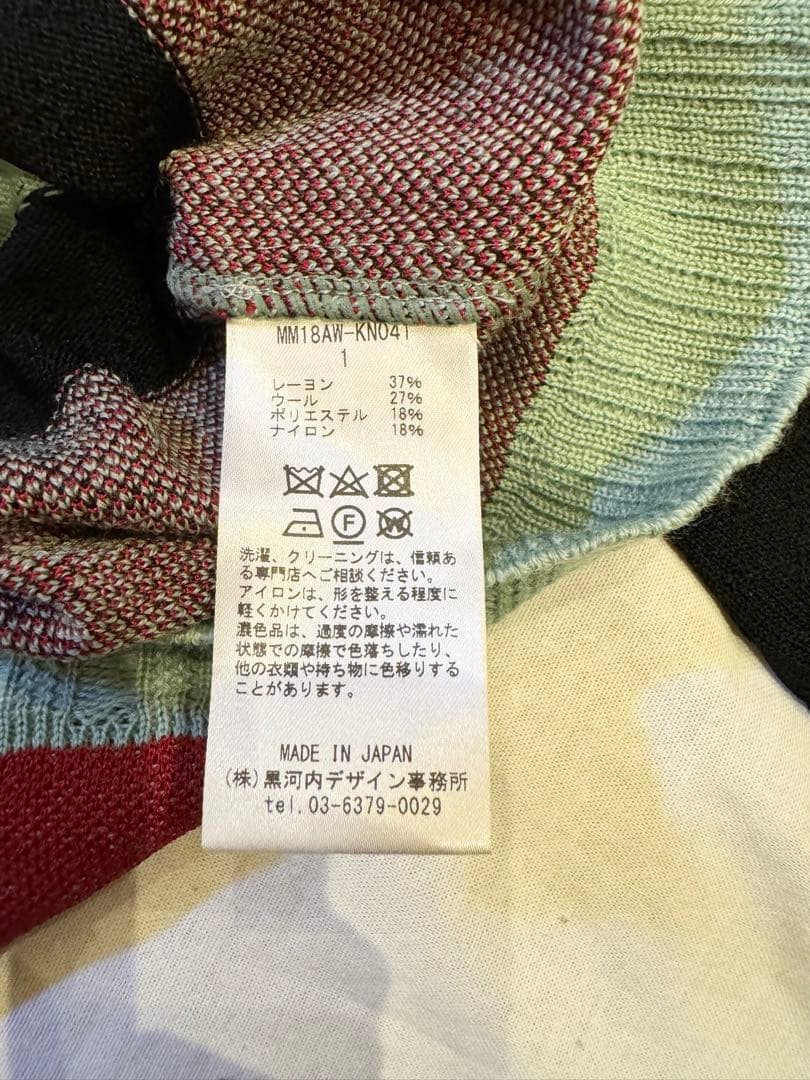 MM18AW-KN041
1
レーヨン 37%
ウール 27%
ポリエステル 18%
ナイロン 18%
F
W
洗濯、クリーニングは、信頼あ
る専門店へご相談ください。
アイロンは、形を整える程度に
軽くかけてください。
濃色品は、過度の摩擦や濡れた
状態での摩擦で色落ちしたり、
他の衣類や持ち物に色移りする
ことがあります。
MADE IN JAPAN
(株)黒河内デザイン事務所
tel.03-6379-0029